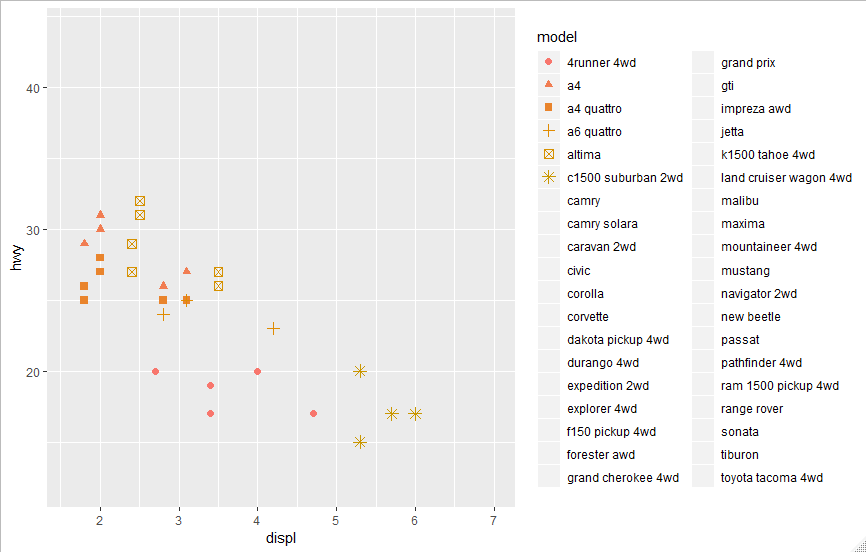 hwy
40
30
20
2 3 4 5 6 7
displ
model
4runner 4wd
a4
a4 quattro
a6 quattro
altima
c1500 suburban 2wd
camry
camry solara
caravan 2wd
civic
corolla
corvette
dakota pickup 4wd
durango 4wd
expedition 2wd
explorer 4wd
f150 pickup 4wd
forester awd
grand cherokee 4wd
grand prix
gti
impreza awd
jetta
k1500 tahoe 4wd
land cruiser wagon 4wd
malibu
maxima
mountaineer 4wd
mustang
navigator 2wd
new beetle
passat
pathfinder 4wd
ram 1500 pickup 4wd
range rover
sonata
tiburon
toyota tacoma 4wd